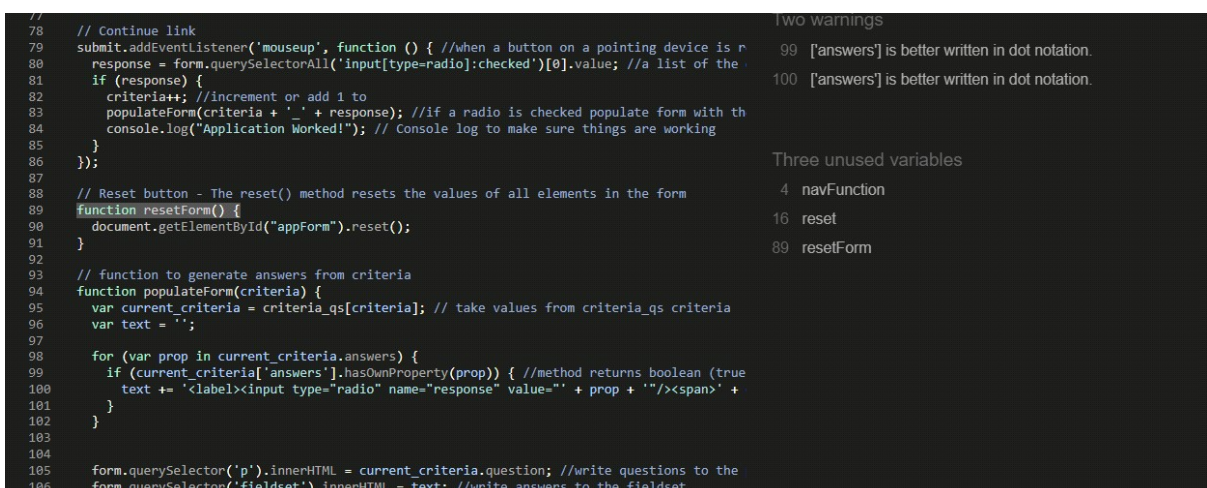 77
78 // Continue link
79 submit.addEventListener('mouseup', function () { //when a button on a pointing device is r
80 response = form.querySelectorAll('input[type=radio]:checked')[0].value; //a list of the
81 if (response) {
82 criteria++; //increment or add 1 to
83 populateForm(criteria + '_' + response); //if a radio is checked populate form with th
84 console.log("Application Worked!"); // Console log to make sure things are working
85 }
86 });
87
88 // Reset button - The reset() method resets the values of all elements in the form
89 function resetForm() {
90 document.getElementById("appForm").reset();
91 }
92
93 // function to generate answers from criteria
94 function populateForm(criteria) {
95 var current_criteria = criteria_qs[criteria]; // take values from criteria_qs criteria
96 var text = '';
97
98 for (var prop in current_criteria.answers) {
99 if (current_criteria['answers'].hasOwnProperty(prop)) { //method returns boolean (true
100 text += '<label><input type="radio" name="response" value="' + prop + '"/><span>' +
101 }
102 }
103
104
105 form.querySelector('p').innerHTML = current_criteria.question; //write questions to the
106 form.querySelector('fieldset').innerHTML = text; //write answers to the fieldset
Two warnings
99 ['answers'] is better written in dot notation.
100 ['answers'] is better written in dot notation.
Three unused variables
4 navFunction
16 reset
89 resetForm